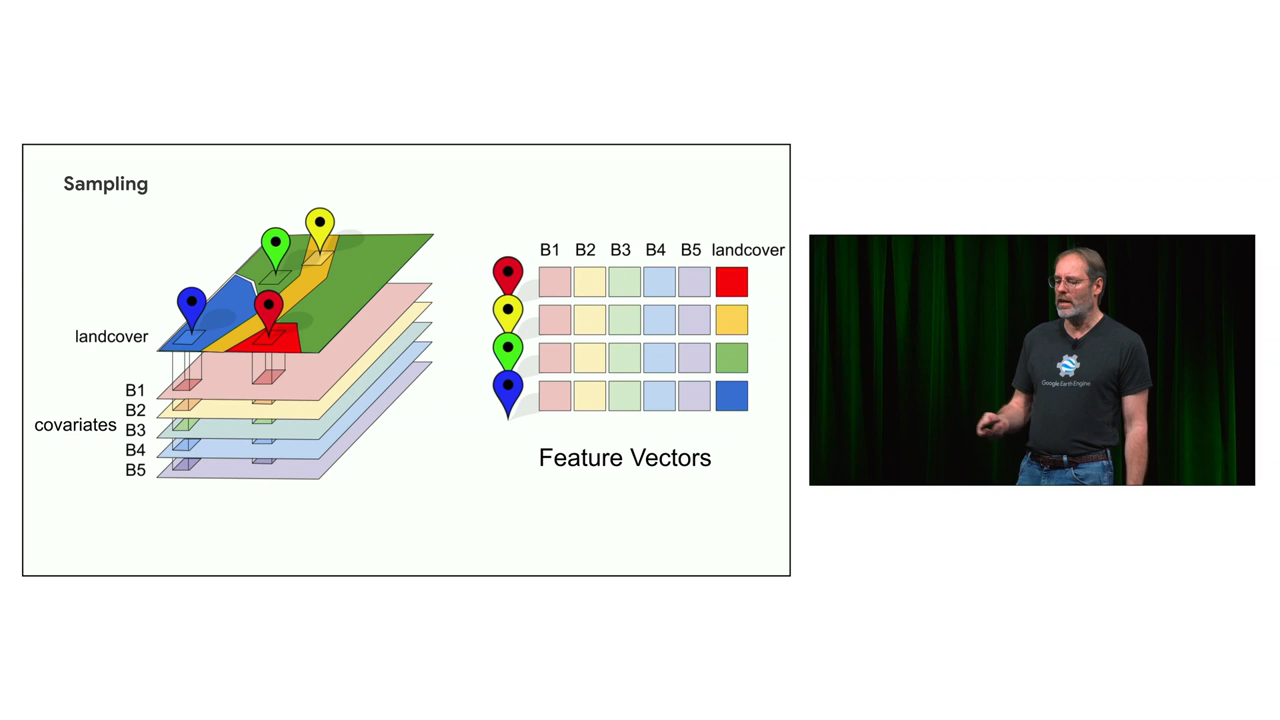 Sampling
B1 B2 B3 B4 B5 landcover
landcover
B1
B2
covariates B3
B4
B5
Feature Vectors
Google Earth Engine